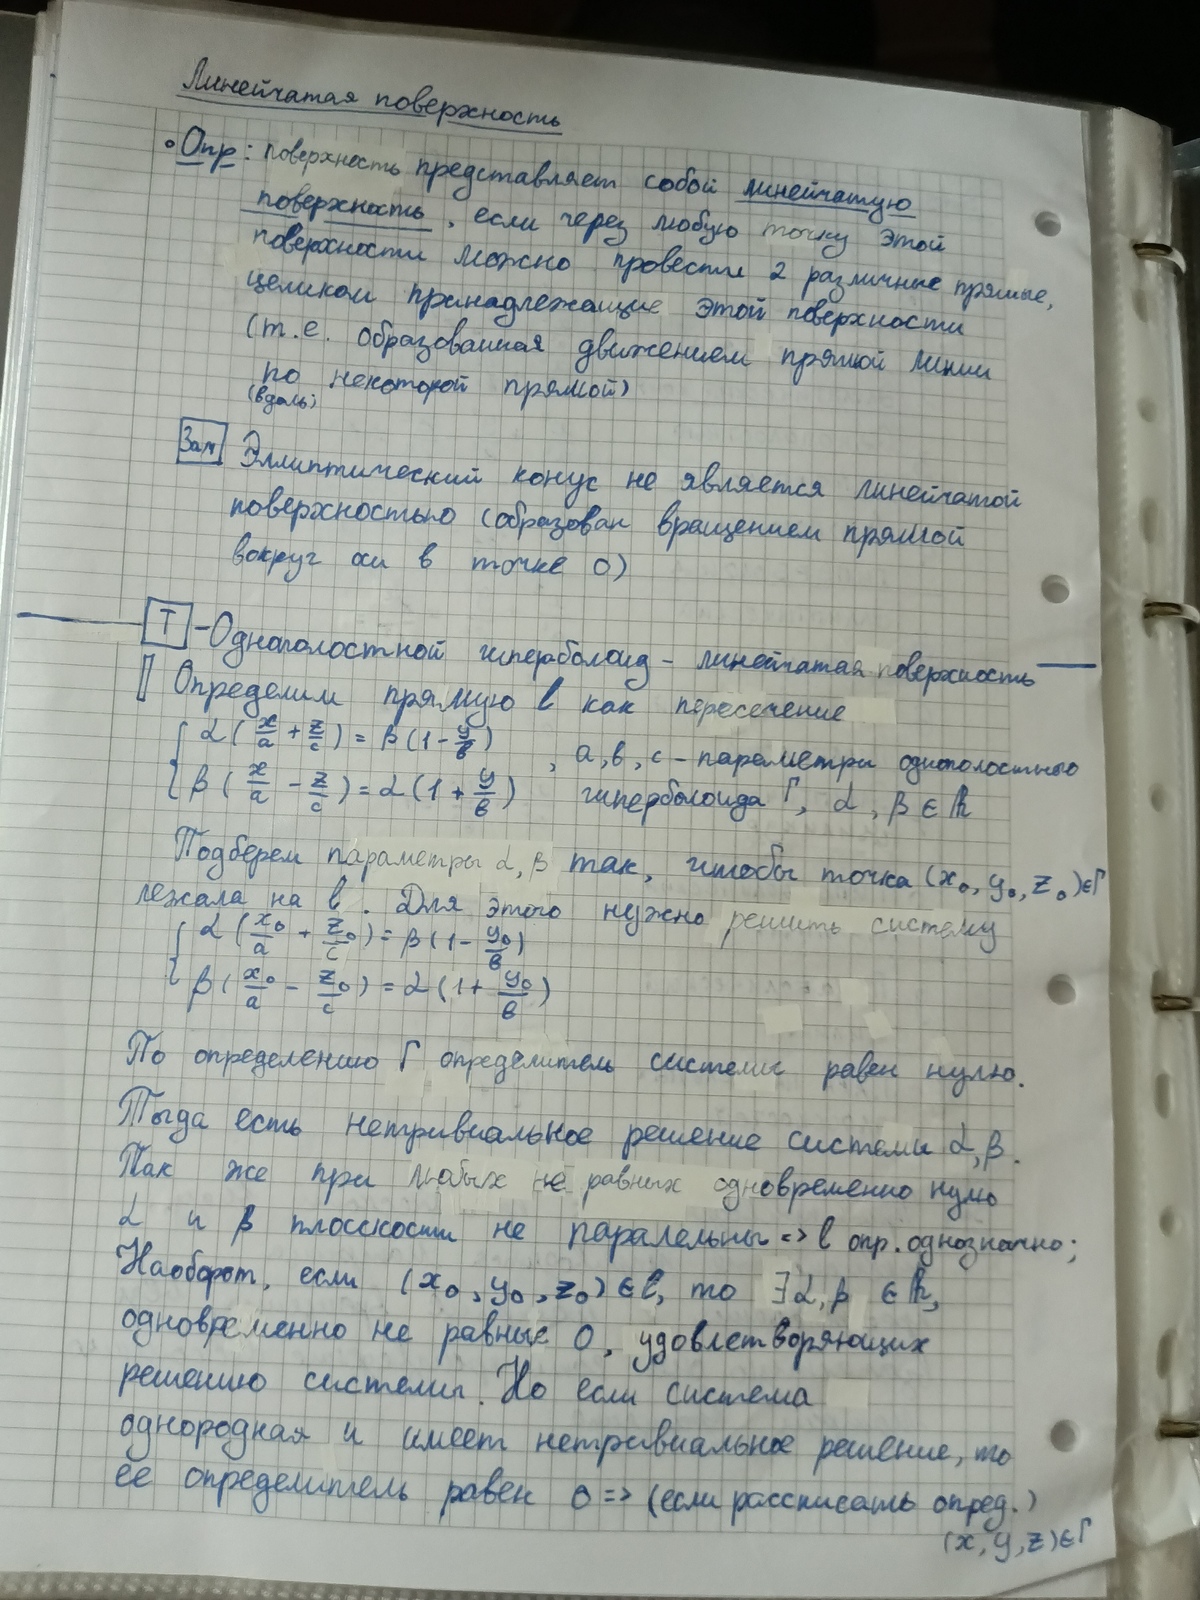 Линейчатая поверхность
• Опр: поверхность представляет собой линейчатую
поверхность, если через любую точку этой
поверхности можно провести 2 различные прямые,
целиком принадлежащие этой поверхности
(т.е. образованная движением прямой линии
по некоторой прямой)
(вдоль)
Зам Эллиптический конус не является линейчатой
поверхностью (образован вращением прямой
вокруг оси в точке 0)
T - Однополостной гиперболоид - линейчатая поверхность
Определим прямую l как пересечение
{ α(x/a + z/c) = β(1 - y/b)
{ β(x/a - z/c) = α(1 + y/b)
, a, b, c - параметры однополостного
гиперболоида Г, α, β ∈ R
Подберем параметры α, β так, чтобы точка (x₀, y₀, z₀) ∈ Г
лежала на l. Для этого нужно решить систему
{ α(x₀/a + z₀/c) = β(1 - y₀/b)
{ β(x₀/a - z₀/c) = α(1 + y₀/b)
По определению Г определитель системы равен нулю.
Тогда есть нетривиальное решение системы α, β.
Так же при любых не равных одновременно нулю
α и β плоскости не паралельны => l опр. однозначно;
Наоборот, если (x₀, y₀, z₀) ∈ l, то ∃ α, β ∈ R,
одновременно не равные 0, удовлетворяющих
решению системы. Но если система
однородная и имеет нетривиальное решение, то
ее определитель равен 0 => (если рассписать опред.)
(x, y, z) ∈ Г